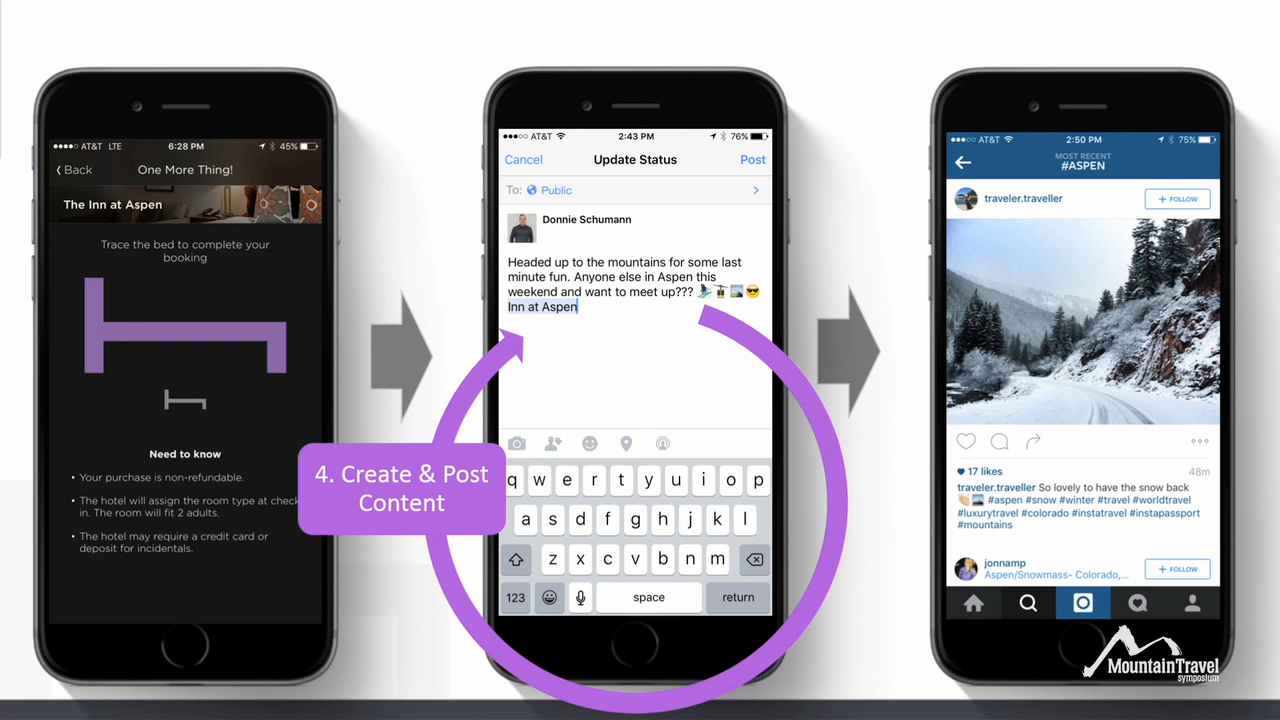 ●●●●○ AT&T LTE 6:28 PM 45%
Back One More Thing!
The Inn at Aspen
Trace the bed to complete your
booking
Need to know
• Your purchase is non-refundable.
• The hotel will assign the room type at check
in. The room will fit 2 adults.
• The hotel may require a credit card or
deposit for incidentals.
4. Create & Post
Content
●●●○○ AT&T 2:43 PM 76%
Cancel Update Status Post
To: Public
Donnie Schumann
Headed up to the mountains for some last
minute fun. Anyone else in Aspen this
weekend and want to meet up??? 🏂🚡🏔😎
Inn at Aspen
q w e r t y u i o p
a s d f g h j k l
z x c v b n m
123 space return
●●●○○ AT&T 2:50 PM 75%
MOST RECENT
#ASPEN
traveler.traveller + FOLLOW
17 likes 48m
traveler.traveller So lovely to have the snow back
#aspen #snow #winter #travel #worldtravel
#luxurytravel #colorado #instatravel #instapassport
#mountains
jonnamp + FOLLOW
Aspen/Snowmass- Colorado,...
MountainTravel
symposium